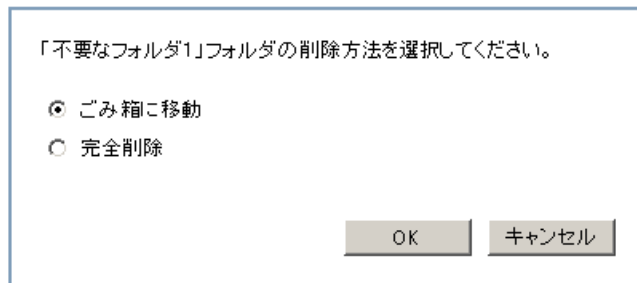 「不要なフォルダ1」フォルダの削除方法を選択してください。
ごみ箱に移動
完全削除
OK キャンセル